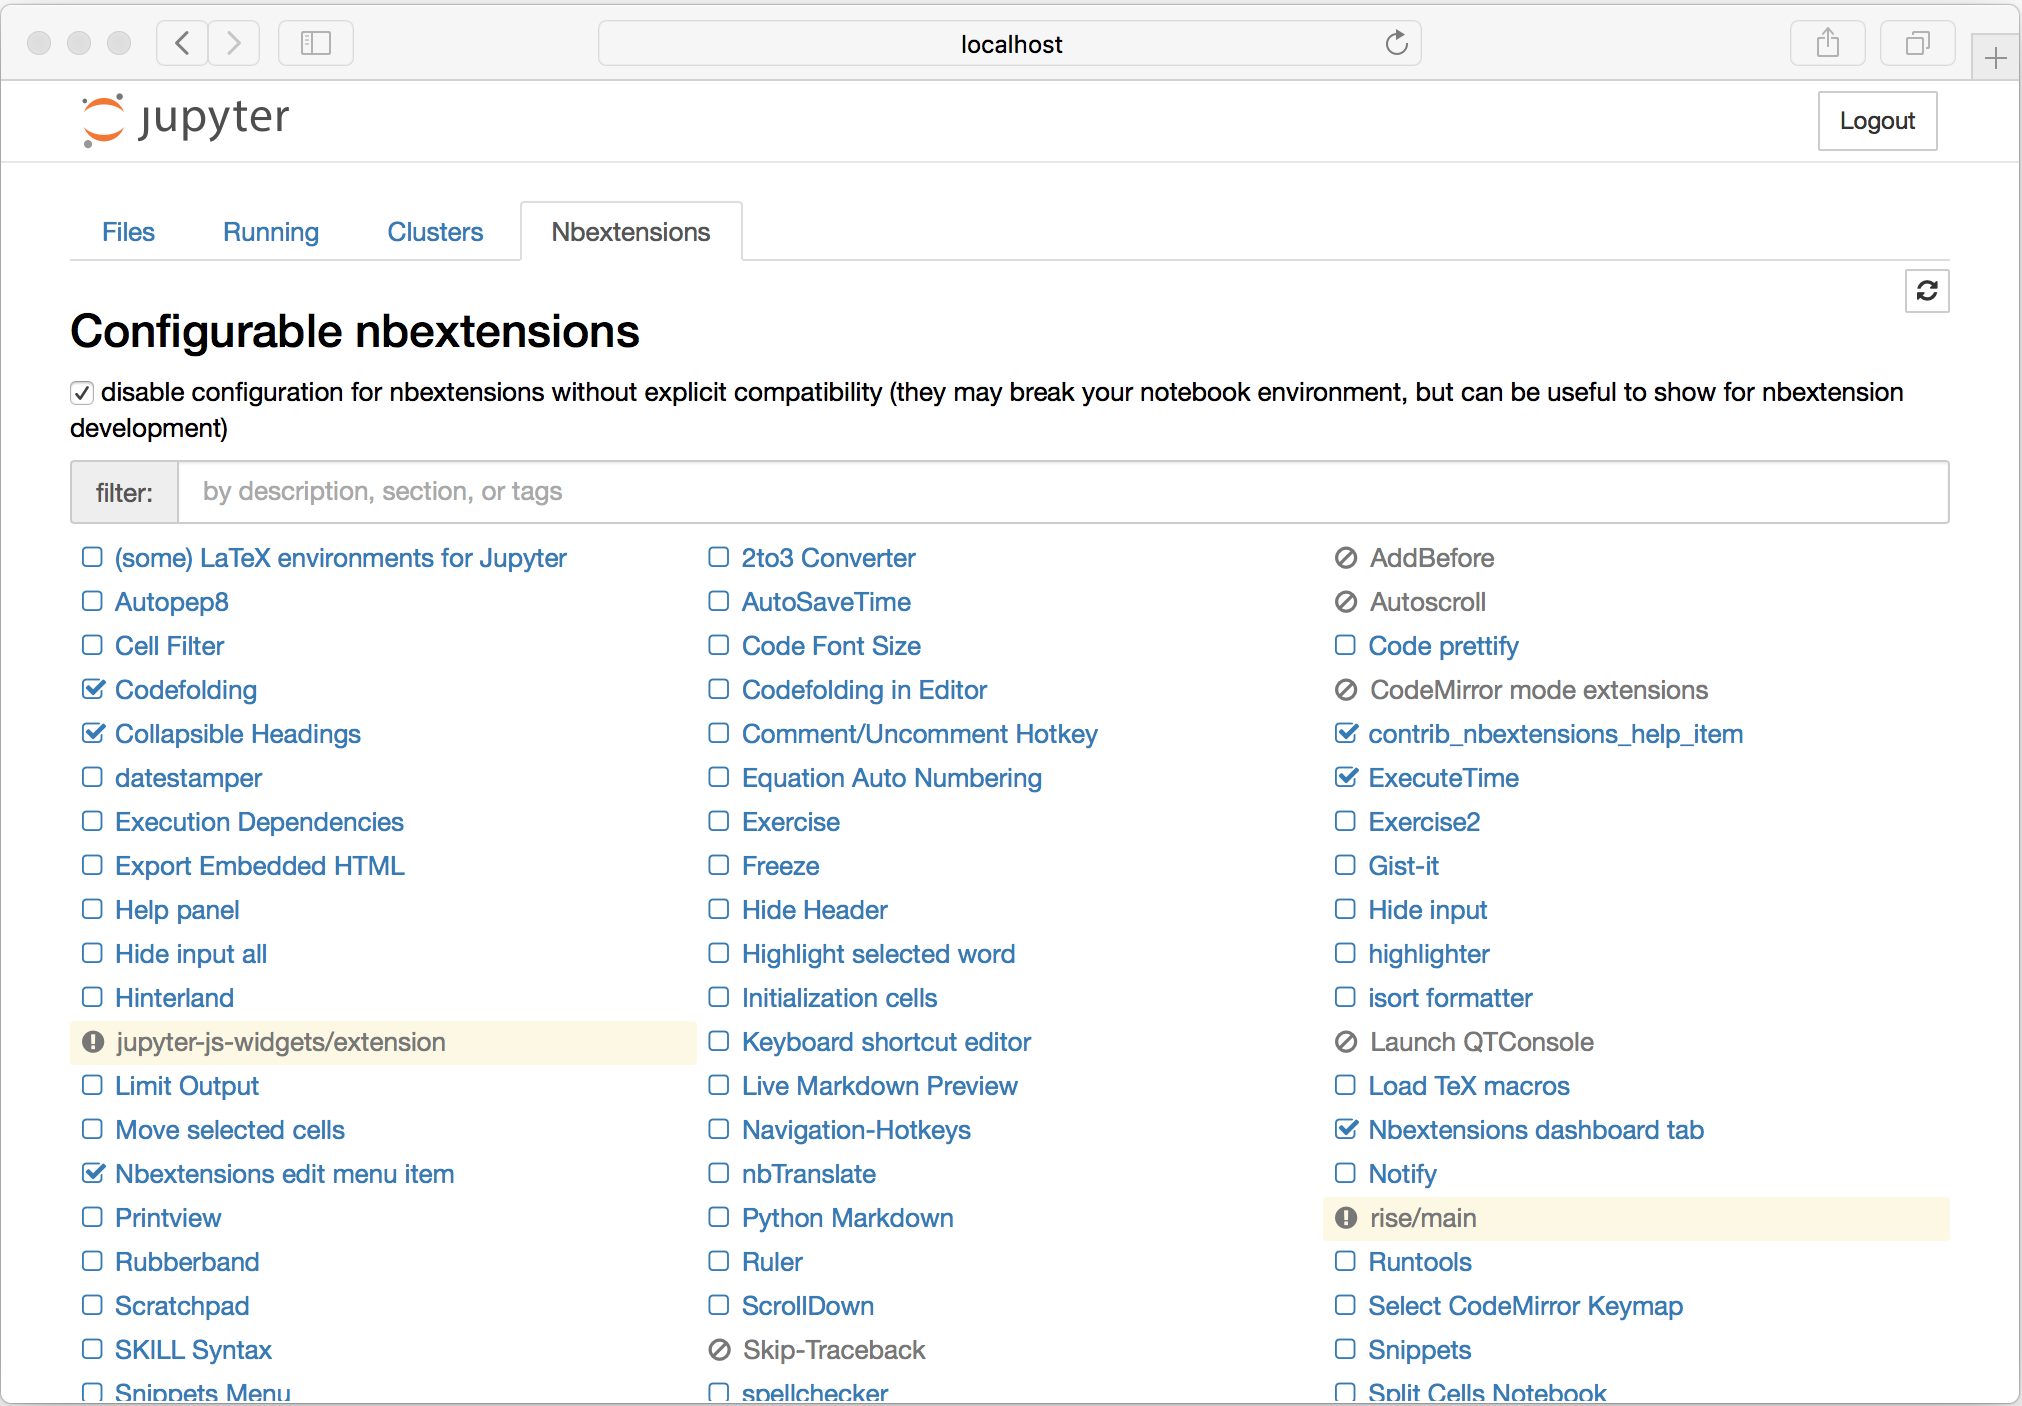 localhost
jupyter
Logout
Files Running Clusters Nbextensions
Configurable nbextensions
disable configuration for nbextensions without explicit compatibility (they may break your notebook environment, but can be useful to show for nbextension
development)
filter: by description, section, or tags
(some) LaTeX environments for Jupyter 2to3 Converter AddBefore
Autopep8 AutoSaveTime Autoscroll
Cell Filter Code Font Size Code prettify
Codefolding Codefolding in Editor CodeMirror mode extensions
Collapsible Headings Comment/Uncomment Hotkey contrib_nbextensions_help_item
datestamper Equation Auto Numbering ExecuteTime
Execution Dependencies Exercise Exercise2
Export Embedded HTML Freeze Gist-it
Help panel Hide Header Hide input
Hide input all Highlight selected word highlighter
Hinterland Initialization cells isort formatter
jupyter-js-widgets/extension Keyboard shortcut editor Launch QTConsole
Limit Output Live Markdown Preview Load TeX macros
Move selected cells Navigation-Hotkeys Nbextensions dashboard tab
Nbextensions edit menu item nbTranslate Notify
Printview Python Markdown rise/main
Rubberband Ruler Runtools
Scratchpad ScrollDown Select CodeMirror Keymap
SKILL Syntax Skip-Traceback Snippets
Snippets Menu spellchecker Split Cells Notebook